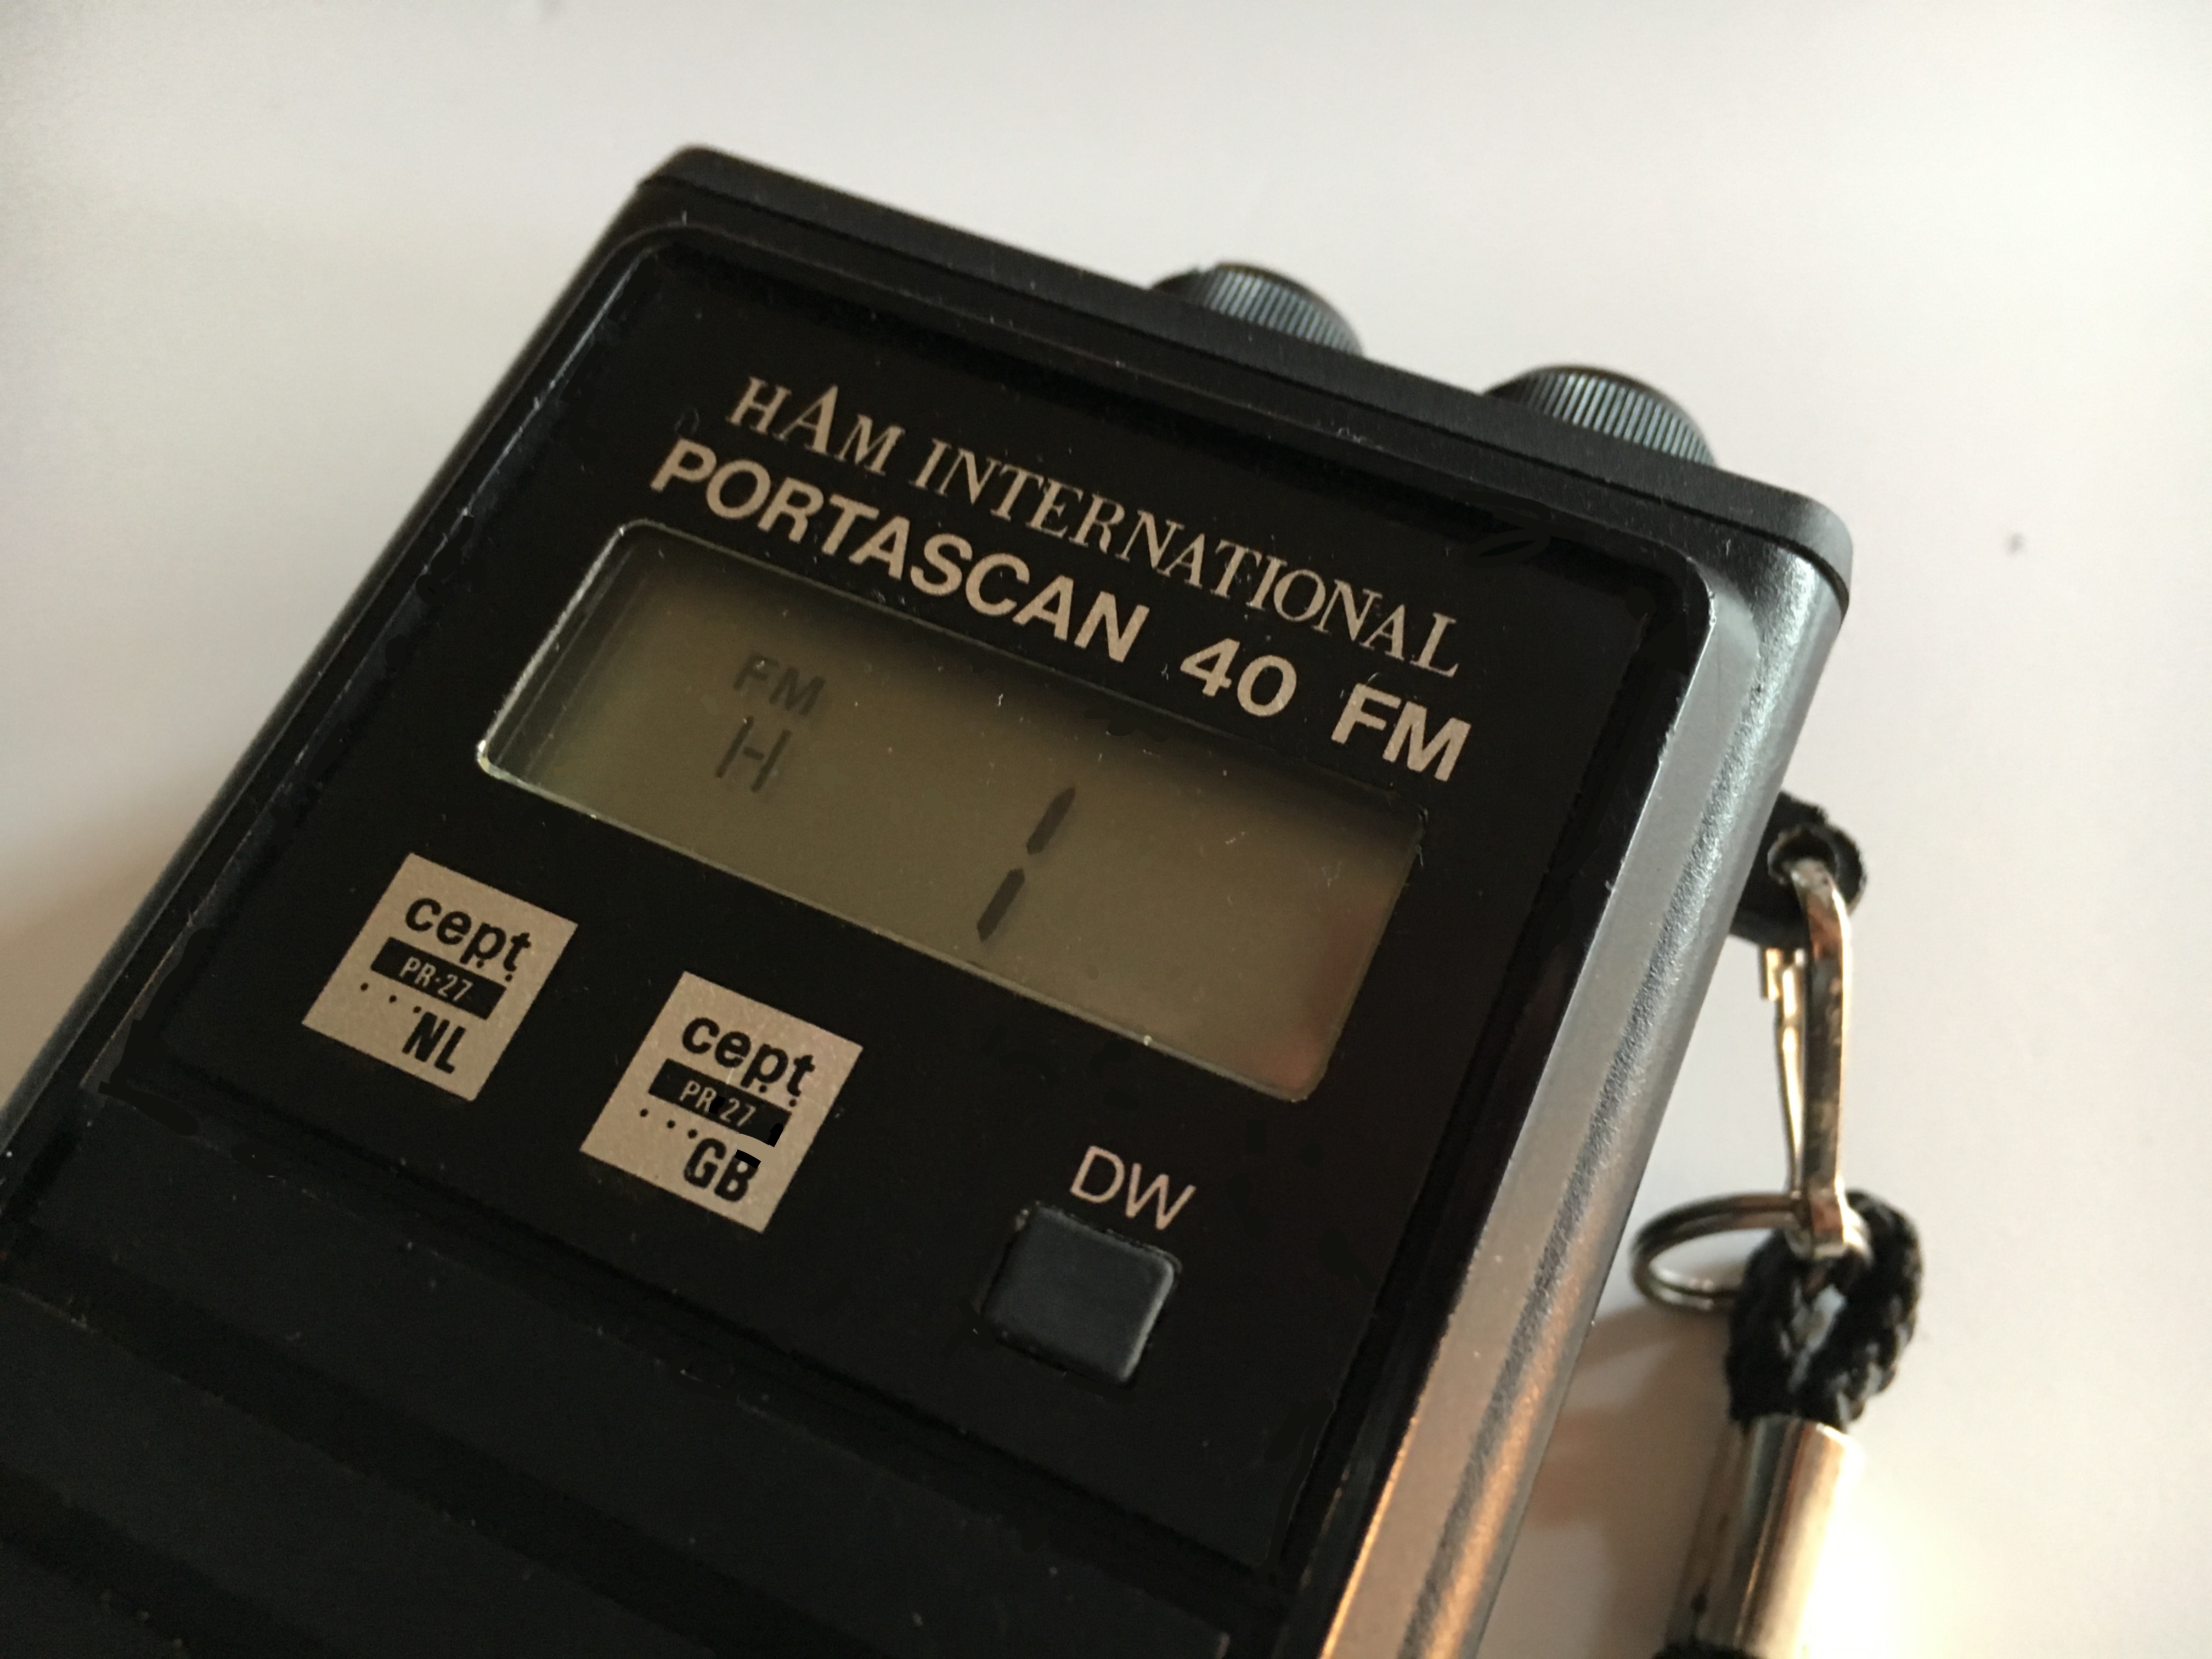 HAM INTERNATIONAL
PORTASCAN 40 FM
FM
H
1
cept
PR·27
NL
cept
PR 27
GB
DW